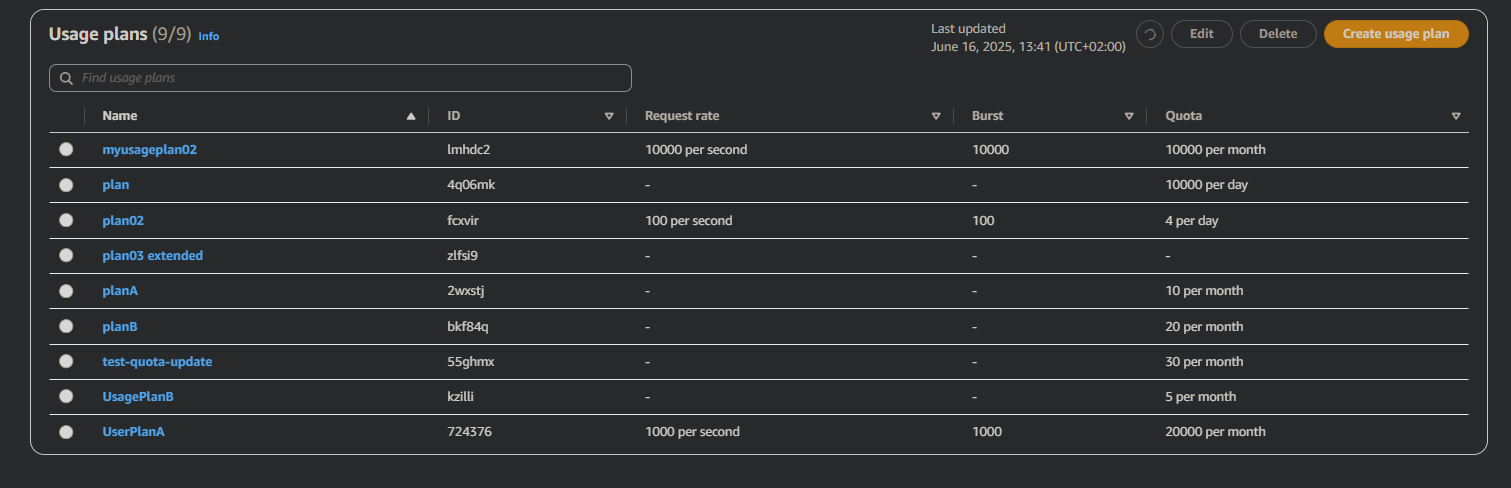 Usage plans (9/9) Info
Last updated
June 16, 2025, 13:41 (UTC+02:00)
Edit
Delete
Create usage plan
Find usage plans
Name ID Request rate Burst Quota
myusageplan02 lmhdc2 10000 per second 10000 10000 per month
plan 4q06mk - - 10000 per day
plan02 fcxvir 100 per second 100 4 per day
plan03 extended zlfsi9 - - -
planA 2wxstj - - 10 per month
planB bkf84q - - 20 per month
test-quota-update 55ghmx - - 30 per month
UsagePlanB kzilli - - 5 per month
UserPlanA 724376 1000 per second 1000 20000 per month